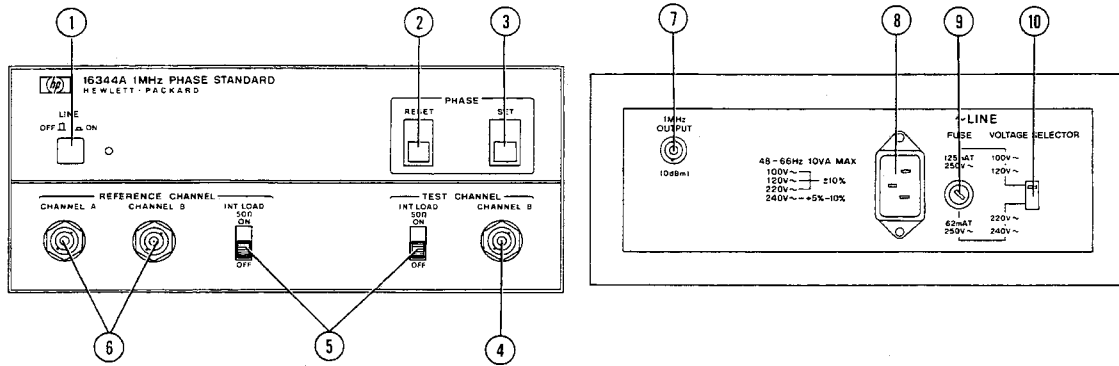 1
2
3
7
8
9
10
hp
16344A 1MHz PHASE STANDARD
HEWLETT · PACKARD
LINE
OFF ON
PHASE
RESET
SET
REFERENCE CHANNEL
CHANNEL A
CHANNEL B
INT LOAD
50Ω
ON
OFF
TEST CHANNEL
INT LOAD
50Ω
ON
OFF
CHANNEL B
6
5
4
1MHz
OUTPUT
(0dBm)
48-66Hz 10VA MAX
100V~
120V~
220V~
±10%
240V~ +5%-10%
~LINE
FUSE
VOLTAGE SELECTOR
125mAT
250V~
100V~
120V~
62mAT
250V~
220V~
240V~